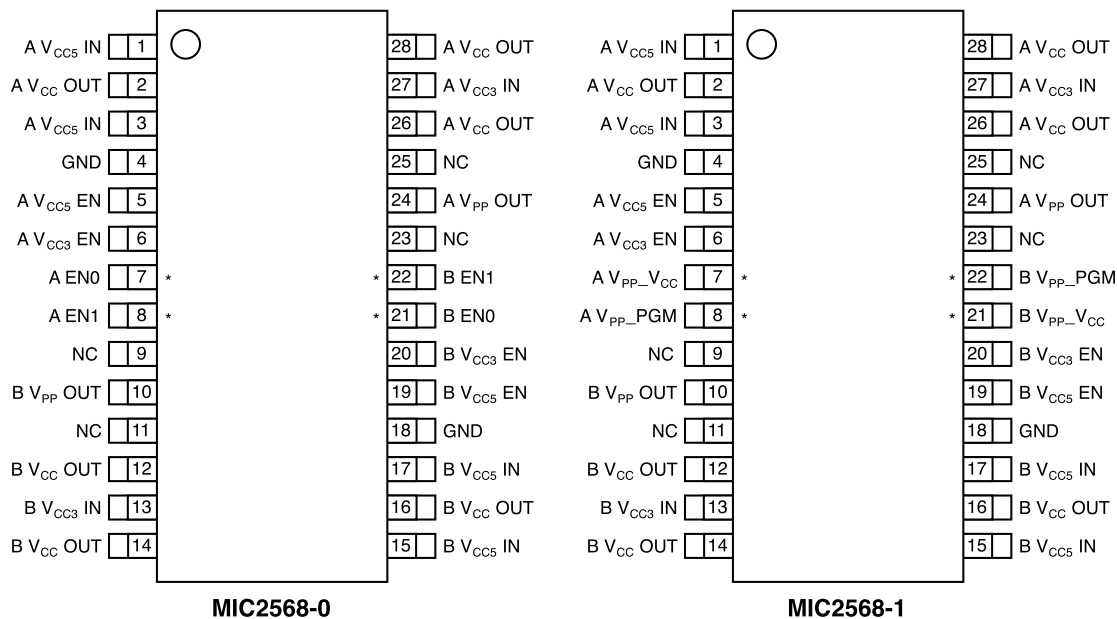 A VCC5 IN 1
A VCC OUT 2
A VCC5 IN 3
GND 4
A VCC5 EN 5
A VCC3 EN 6
A EN0 7 *
A EN1 8 *
NC 9
B VPP OUT 10
NC 11
B VCC OUT 12
B VCC3 IN 13
B VCC OUT 14
28 A VCC OUT
27 A VCC3 IN
26 A VCC OUT
25 NC
24 A VPP OUT
23 NC
* 22 B EN1
* 21 B EN0
20 B VCC3 EN
19 B VCC5 EN
18 GND
17 B VCC5 IN
16 B VCC OUT
15 B VCC5 IN
MIC2568-0
A VCC5 IN 1
A VCC OUT 2
A VCC5 IN 3
GND 4
A VCC5 EN 5
A VCC3 EN 6
A VPP_VCC 7 *
A VPP_PGM 8 *
NC 9
B VPP OUT 10
NC 11
B VCC OUT 12
B VCC3 IN 13
B VCC OUT 14
28 A VCC OUT
27 A VCC3 IN
26 A VCC OUT
25 NC
24 A VPP OUT
23 NC
* 22 B VPP_PGM
* 21 B VPP_VCC
20 B VCC3 EN
19 B VCC5 EN
18 GND
17 B VCC5 IN
16 B VCC OUT
15 B VCC5 IN
MIC2568-1